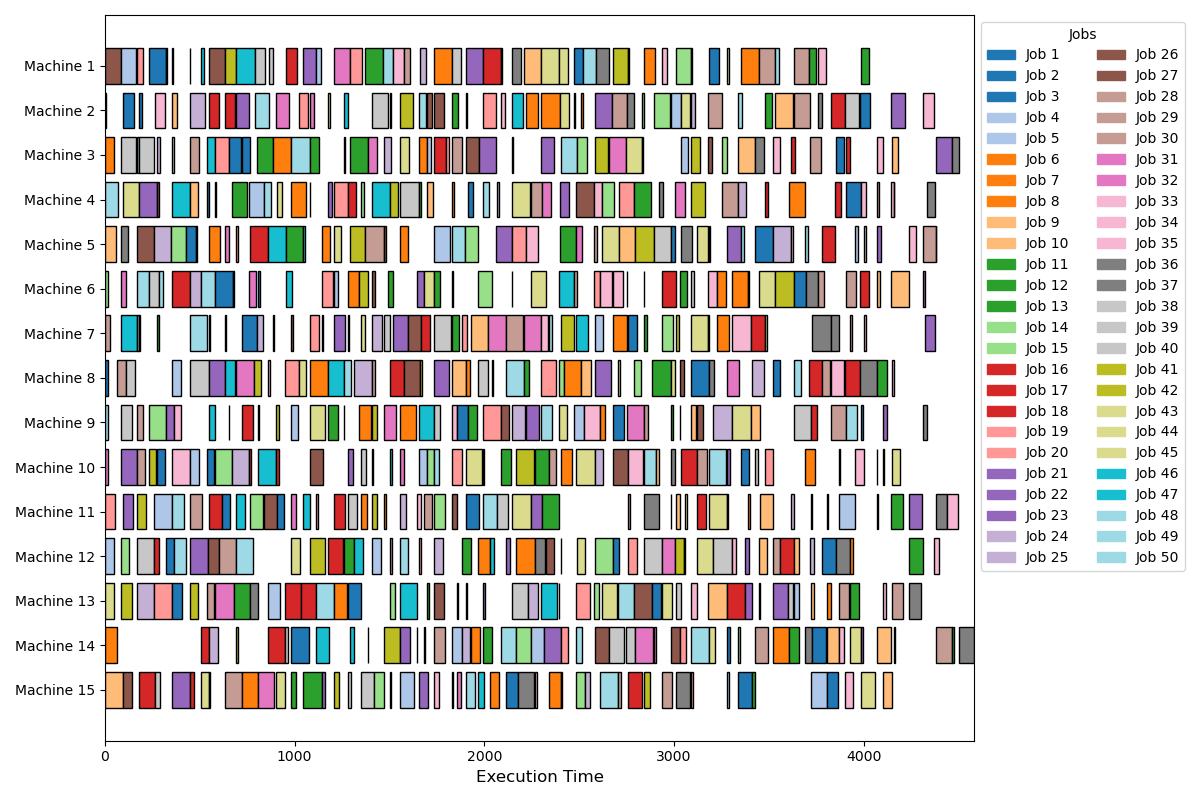 Machine 1
Machine 2
Machine 3
Machine 4
Machine 5
Machine 6
Machine 7
Machine 8
Machine 9
Machine 10
Machine 11
Machine 12
Machine 13
Machine 14
Machine 15
0 1000 2000 3000 4000
Execution Time
Jobs
Job 1
Job 2
Job 3
Job 4
Job 5
Job 6
Job 7
Job 8
Job 9
Job 10
Job 11
Job 12
Job 13
Job 14
Job 15
Job 16
Job 17
Job 18
Job 19
Job 20
Job 21
Job 22
Job 23
Job 24
Job 25
Job 26
Job 27
Job 28
Job 29
Job 30
Job 31
Job 32
Job 33
Job 34
Job 35
Job 36
Job 37
Job 38
Job 39
Job 40
Job 41
Job 42
Job 43
Job 44
Job 45
Job 46
Job 47
Job 48
Job 49
Job 50